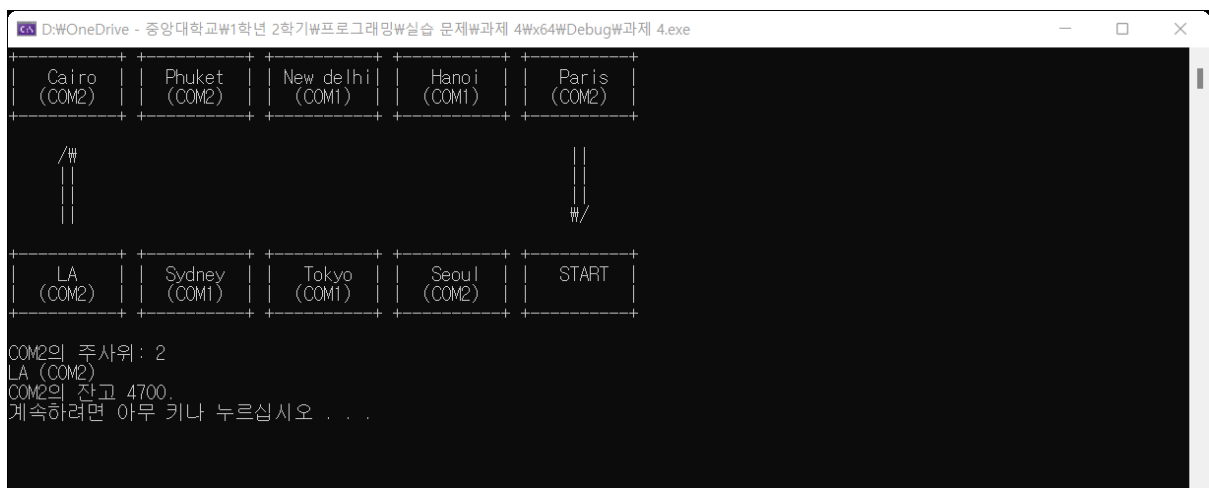 D:₩OneDrive - 중앙대학교₩1학년 2학기₩프로그래밍₩실습 문제₩과제 4₩x64₩Debug₩과제 4.exe
+----------+ +----------+ +----------+ +----------+ +----------+
|   Cairo  | |  Phuket  | | New delhi| |   Hanoi  | |   Paris  |
|  (COM2)  | |  (COM2)  | |  (COM1)  | |  (COM1)  | |  (COM2)  |
+----------+ +----------+ +----------+ +----------+ +----------+
/₩ ||
|| ||
|| ||
|| ₩/
+----------+ +----------+ +----------+ +----------+ +----------+
|    LA    | |  Sydney  | |   Tokyo  | |   Seoul  | |   START  |
|  (COM2)  | |  (COM1)  | |  (COM1)  | |  (COM2)  | |          |
+----------+ +----------+ +----------+ +----------+ +----------+
COM2의 주사위: 2
LA (COM2)
COM2의 잔고 4700.
계속하려면 아무 키나 누르십시오 . . .